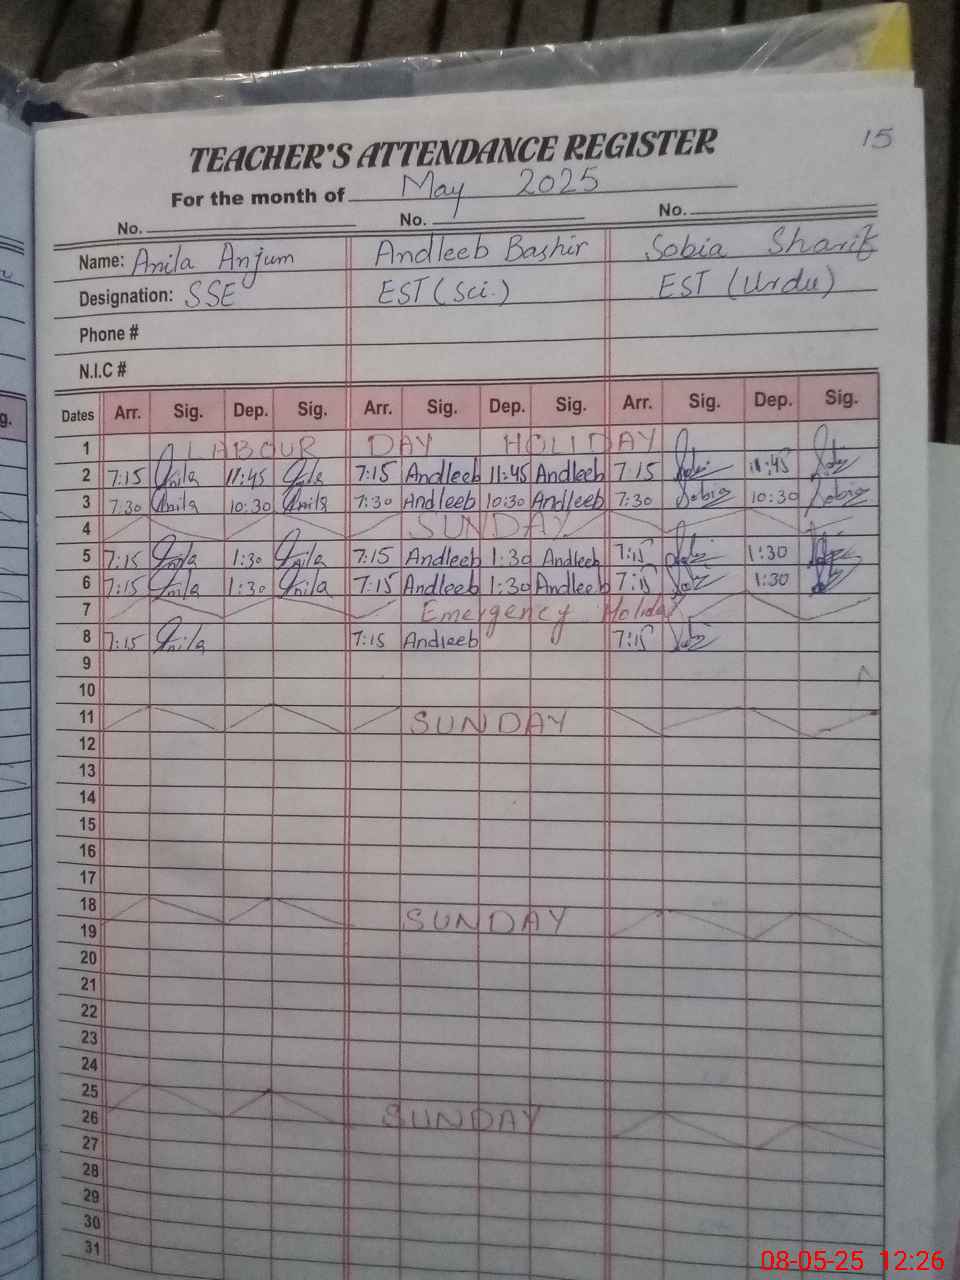 15
TEACHER'S ATTENDANCE REGISTER
For the month of May 2025
No. No. No.
Name: Anila Anjum Andleeb Bashir Sobia Sharif
Designation: SSE EST (Sci.) EST (Urdu)
Phone #
N.I.C #
Dates Arr. Sig. Dep. Sig. Arr. Sig. Dep. Sig. Arr. Sig. Dep. Sig.
1 LABOUR DAY HOLIDAY
2 7:15 Anila 11:45 Anila 7:15 Andleeb 11:45 Andleeb 7:15 11:45
3 7:30 Anila 10:30 Anila 7:30 Andleeb 10:30 Andleeb 7:30 Sobia 10:30 Sobia
4 SUNDAY
5 7:15 Anila 1:30 Anila 7:15 Andleeb 1:30 Andleeb 7:15 1:30
6 7:15 Anila 1:30 Anila 7:15 Andleeb 1:30 Andleeb 7:15 1:30
7 Emergency Holiday
8 7:15 Anila 7:15 Andleeb 7:15
9
10
11 SUNDAY
12
13
14
15
16
17
18
19 SUNDAY
20
21
22
23
24
25
26 SUNDAY
27
28
29
30
31
08-05-25 12:26